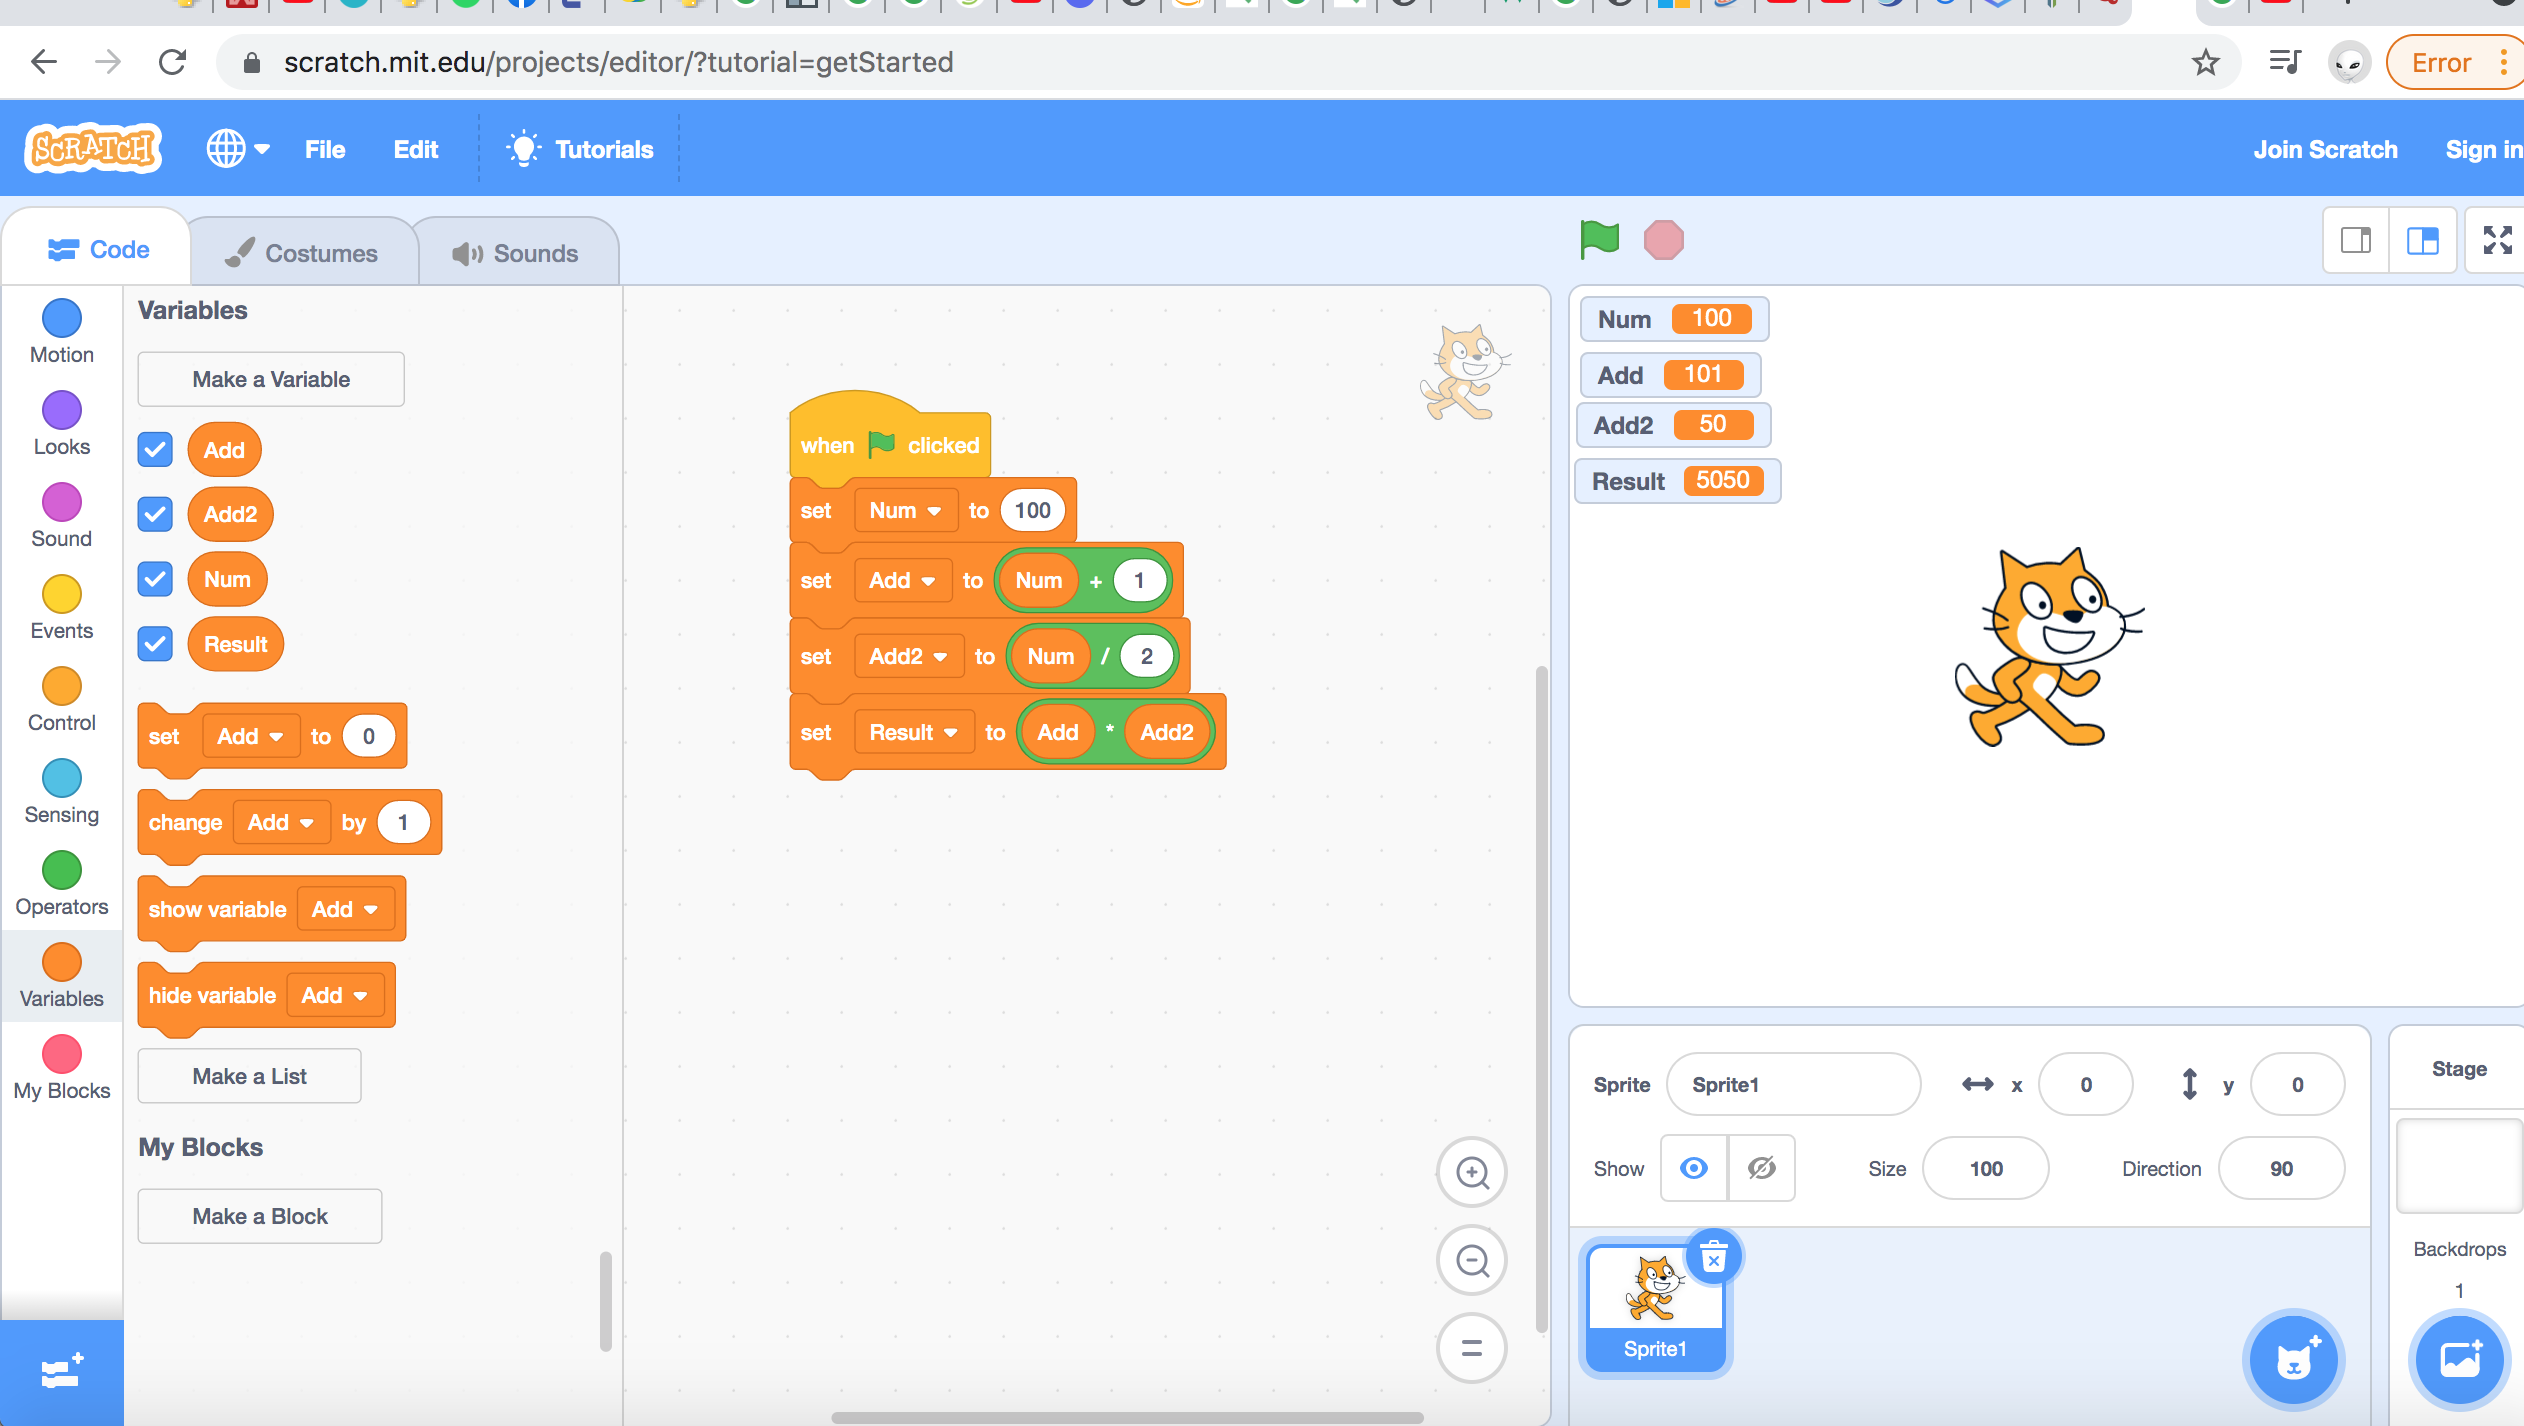 scratch.mit.edu/projects/editor/?tutorial=getStarted
Error
SCRATCH
File
Edit
Tutorials
Join Scratch
Sign in
Code
Costumes
Sounds
Motion
Looks
Sound
Events
Control
Sensing
Operators
Variables
My Blocks
Variables
Make a Variable
Add
Add2
Num
Result
set Add to 0
change Add by 1
show variable Add
hide variable Add
Make a List
My Blocks
Make a Block
when clicked
set Num to 100
set Add to Num + 1
set Add2 to Num / 2
set Result to Add * Add2
Num 100
Add 101
Add2 50
Result 5050
Sprite Sprite1 x 0 y 0
Show Size 100 Direction 90
Sprite1
Stage
Backdrops
1